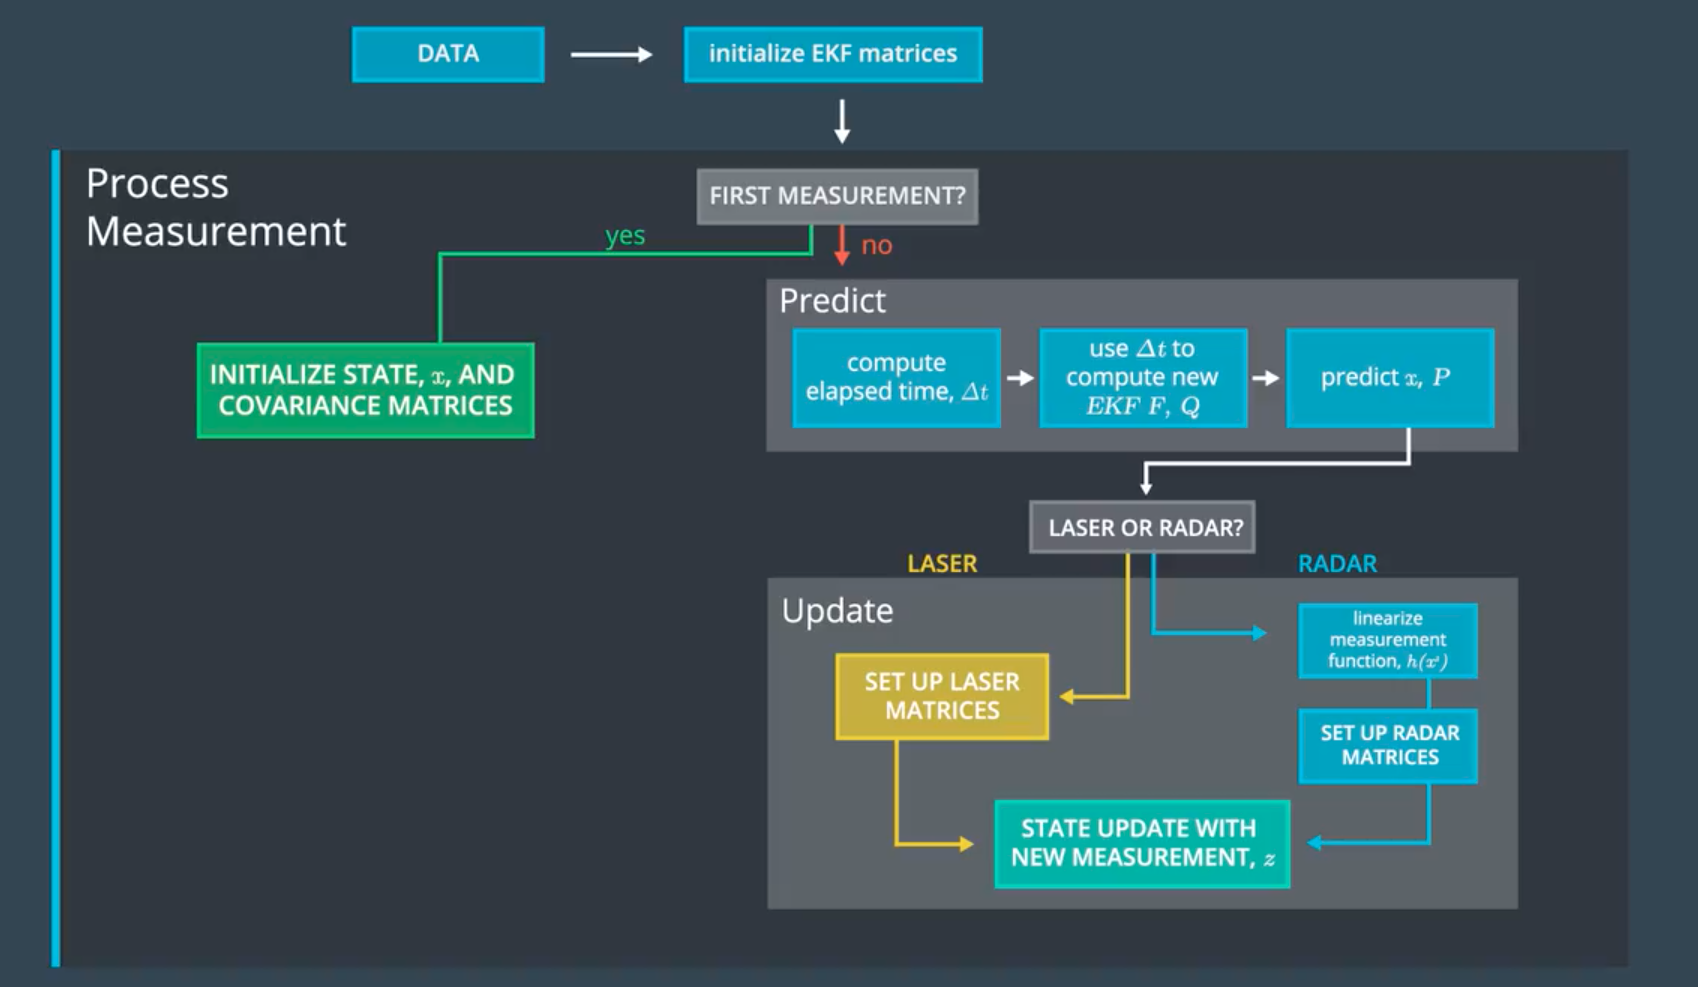 DATA
initialize EKF matrices
Process
Measurement
FIRST MEASUREMENT?
yes
no
INITIALIZE STATE, x, AND
COVARIANCE MATRICES
Predict
compute
elapsed time, Δt
use Δt to
compute new
EKF F, Q
predict x, P
LASER OR RADAR?
LASER
RADAR
Update
SET UP LASER
MATRICES
linearize
measurement
function, h(x')
SET UP RADAR
MATRICES
STATE UPDATE WITH
NEW MEASUREMENT, z